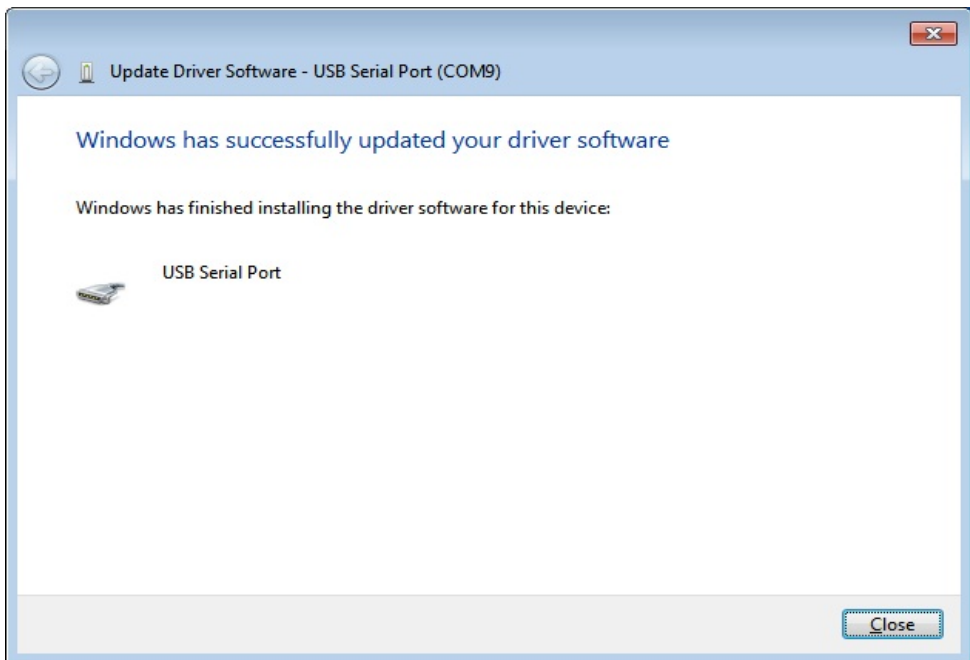 Update Driver Software - USB Serial Port (COM9)
Windows has successfully updated your driver software
Windows has finished installing the driver software for this device:
USB Serial Port
Close